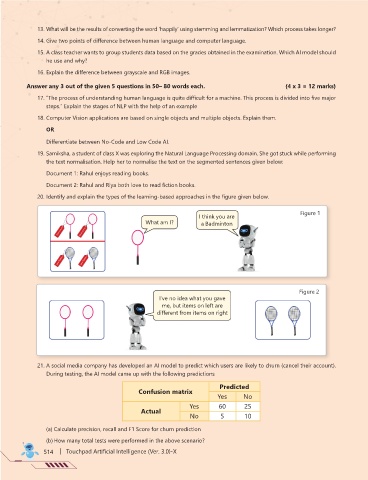 13. What will be the results of converting the word 'happily' using stemming and lemmatization? Which process takes longer?
14. Give two points of difference between human language and computer language.
15. A class teacher wants to group students data based on the grades obtained in the examination. Which AI model should
he use and why?
16. Explain the difference between grayscale and RGB images.
Answer any 3 out of the given 5 questions in 50– 80 words each. (4 x 3 = 12 marks)
17. "The process of understanding human language is quite difficult for a machine. This process is divided into five major
steps." Explain the stages of NLP with the help of an example
18. Computer Vision applications are based on single objects and multiple objects. Explain them.
OR
Differentiate between No-Code and Low Code AI.
19. Samiksha, a student of class X was exploring the Natural Language Processing domain. She got stuck while performing
the text normalisation. Help her to normalise the text on the segmented sentences given below:
Document 1: Rahul enjoys reading books.
Document 2: Rahul and Riya both love to read fiction books.
20. Identify and explain the types of the learning-based approaches in the figure given below.
Figure 1
What am I?
I think you are
a Badminton
Figure 2
I've no idea what you gave
me, but items on left are
different from items on right
21. A social media company has developed an AI model to predict which users are likely to churn (cancel their account).
During testing, the AI model came up with the following predictions
Confusion matrix Predicted
Yes No
Actual Yes 60 25
No 5 10
(a) Calculate precision, recall and F1 Score for churn prediction
(b) How many total tests were performed in the above scenario?
514 | Touchpad Artificial Intelligence (Ver. 3.0)-X